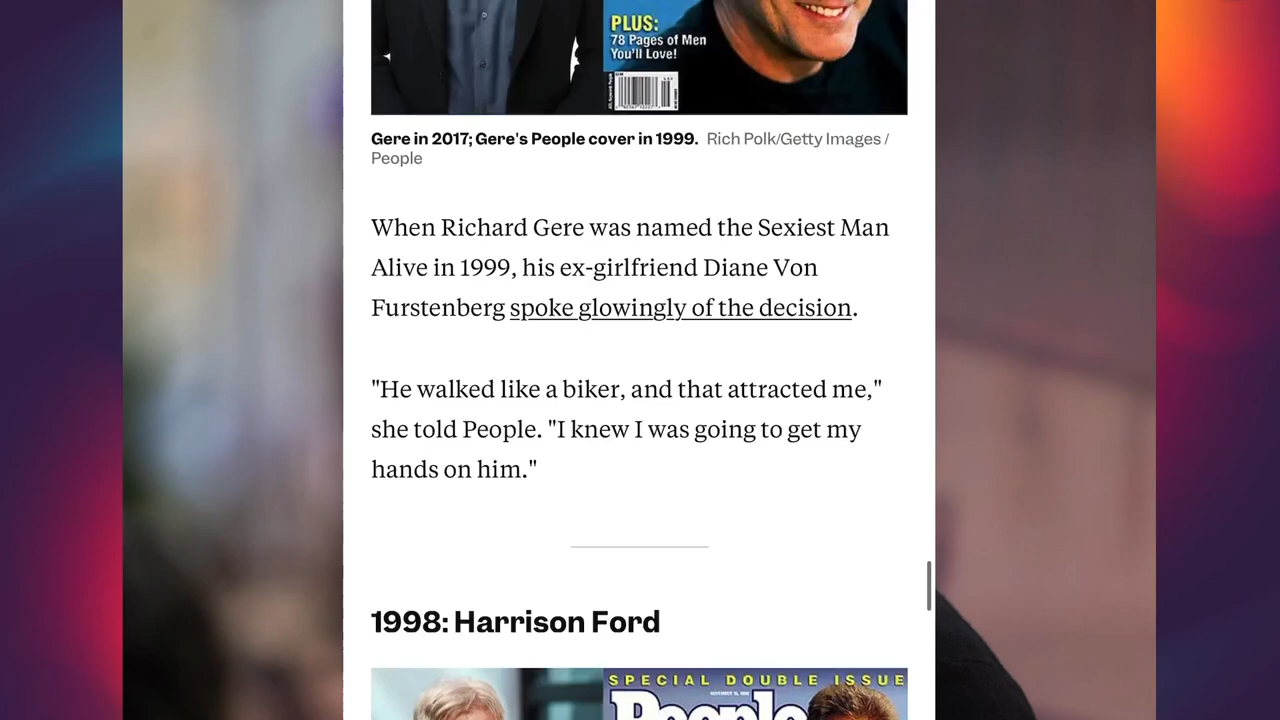 PLUS:
78 Pages of Men
You'll Love!
Gere in 2017; Gere's People cover in 1999. Rich Polk/Getty Images /
People
When Richard Gere was named the Sexiest Man
Alive in 1999, his ex-girlfriend Diane Von
Furstenberg spoke glowingly of the decision.
"He walked like a biker, and that attracted me,"
she told People. "I knew I was going to get my
hands on him."
1998: Harrison Ford
SPECIAL DOUBLE ISSUE
People